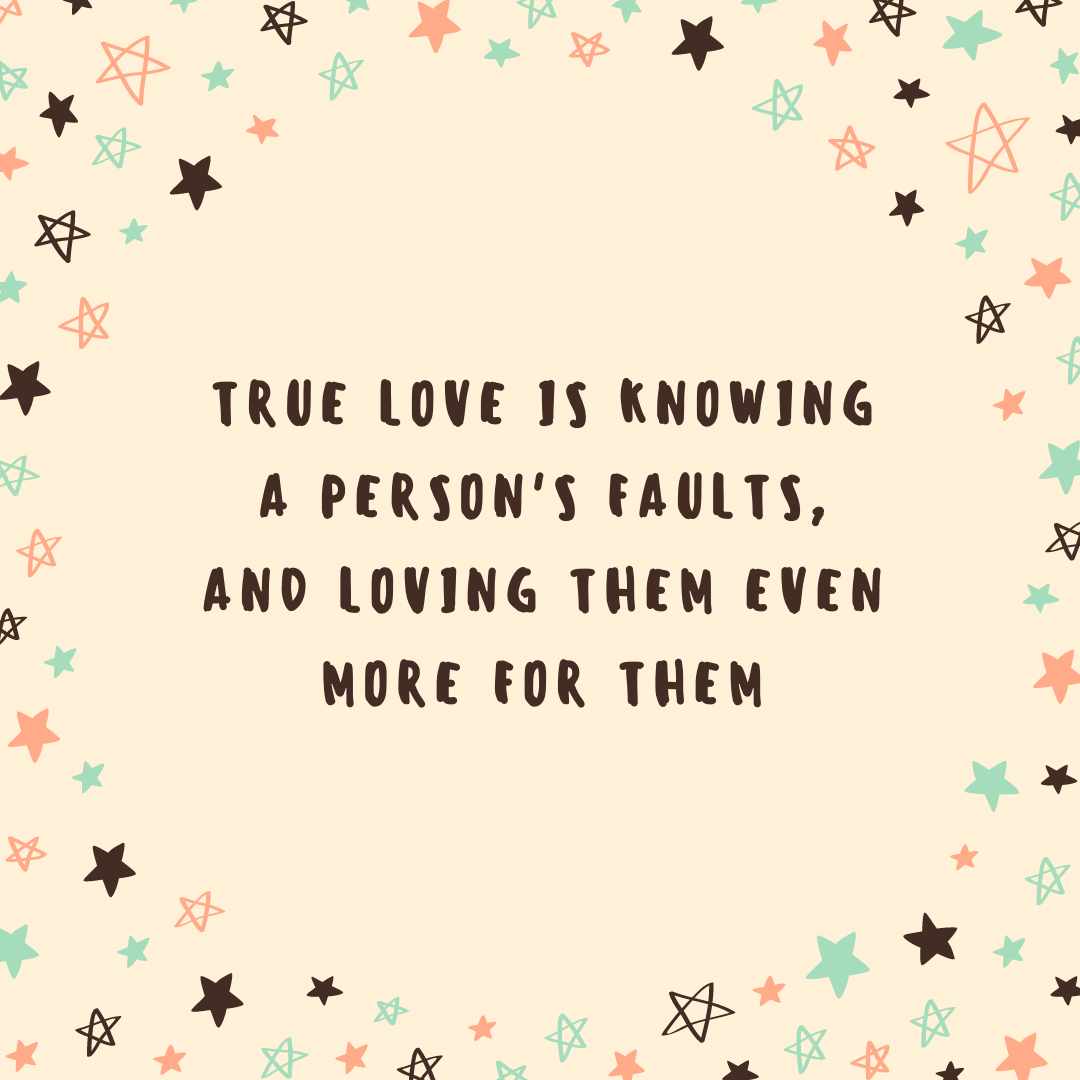 TRUE LOVE IS KNOWING
A PERSON'S FAULTS,
AND LOVING THEM EVEN
MORE FOR THEM